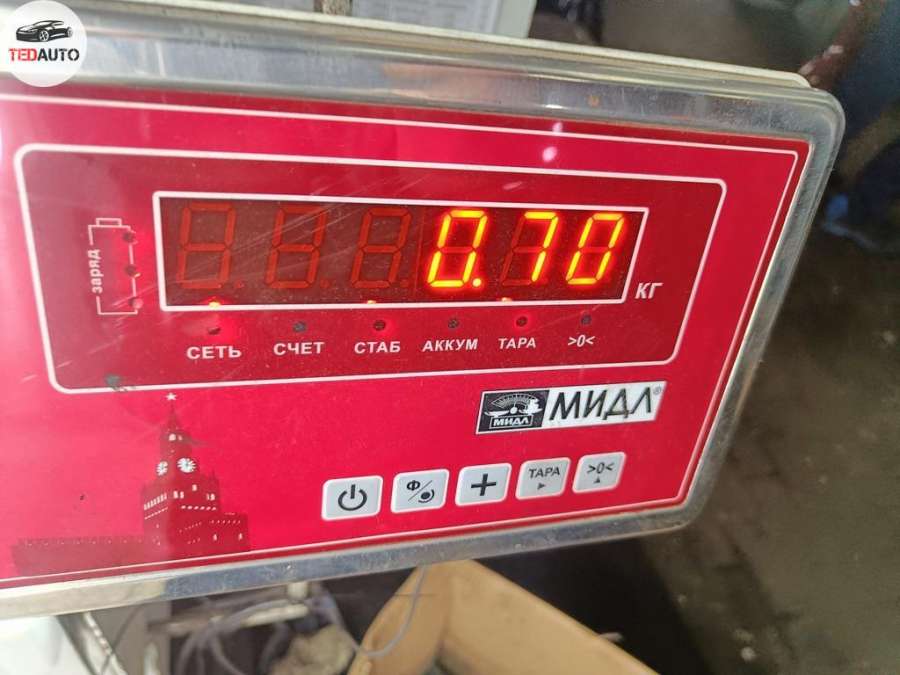 TEDAUTO
заряд
0.70
кг
СЕТЬ СЧЕТ СТАБ АККУМ ТАРА >0<
МИДЛ МИДЛ®
Ф ТАРА >0<